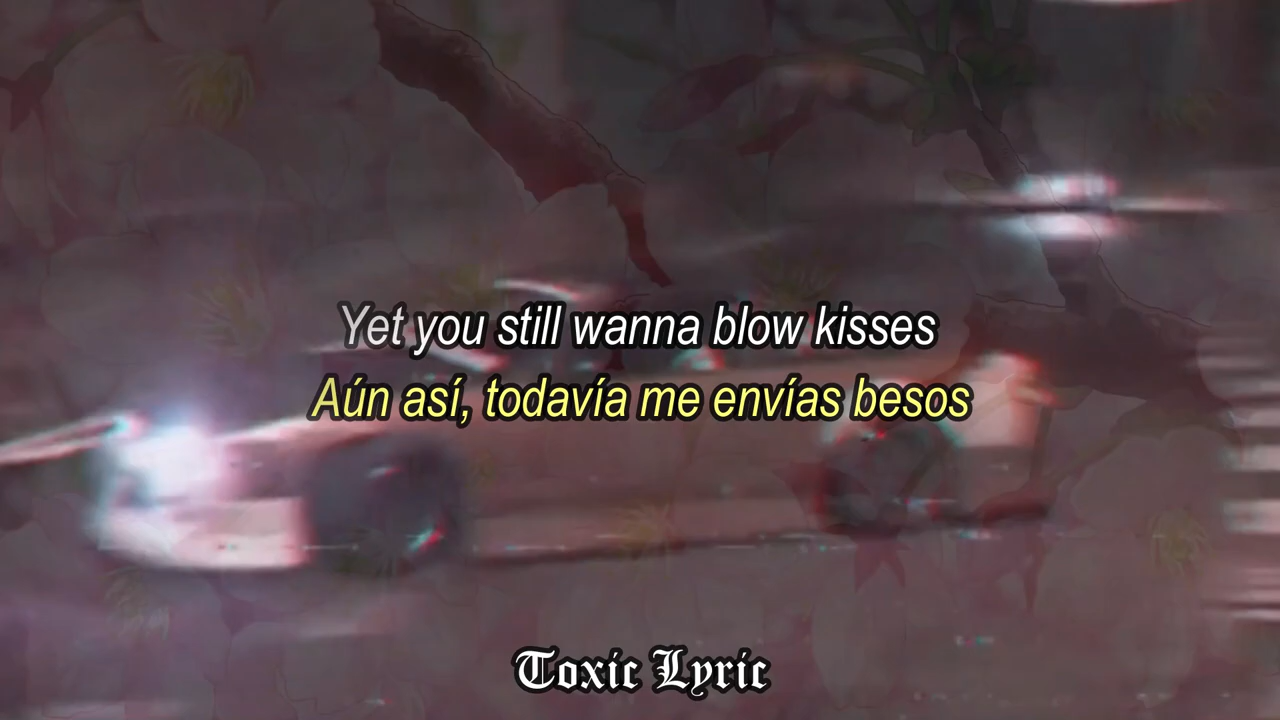 Yet you still wanna blow kisses
Aún así, todavía me envías besos
Toxic Lyric